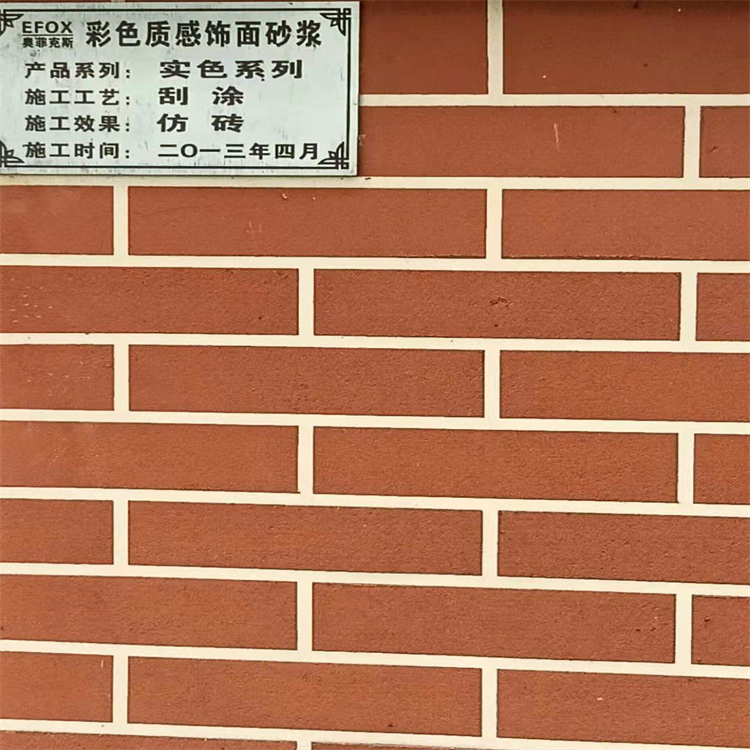 EFOX
奥菲克斯
彩色质感饰面砂浆
产品系列：实色系列
施工工艺：刮 涂
施工效果：仿 砖
施工时间：二〇一三年四月